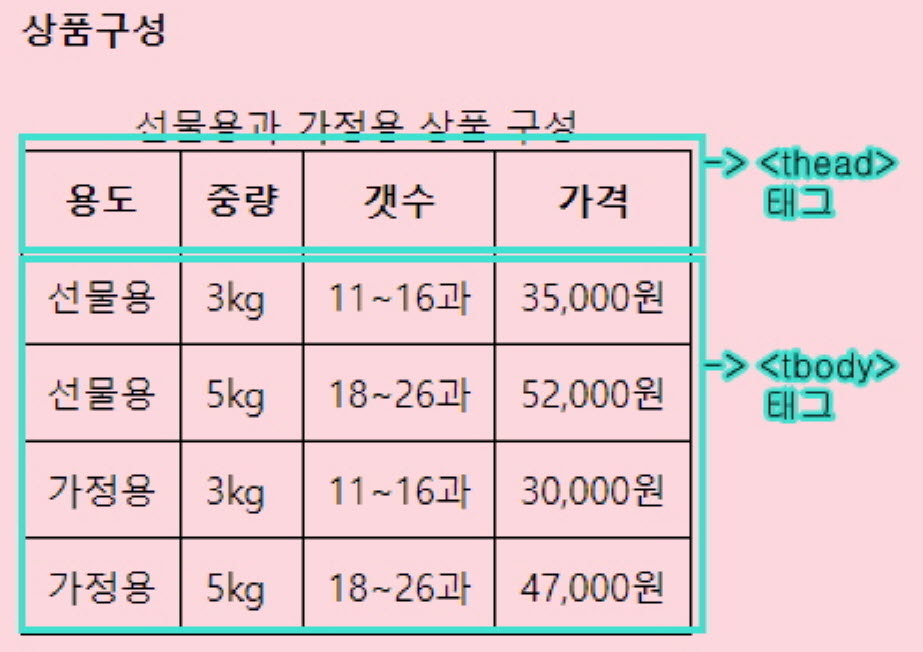 상품구성
선물용과 가정용 상품 구성
용도 중량 갯수 가격
-> <thead>
태그
선물용 3kg 11~16과 35,000원
선물용 5kg 18~26과 52,000원
-> <tbody>
태그
가정용 3kg 11~16과 30,000원
가정용 5kg 18~26과 47,000원